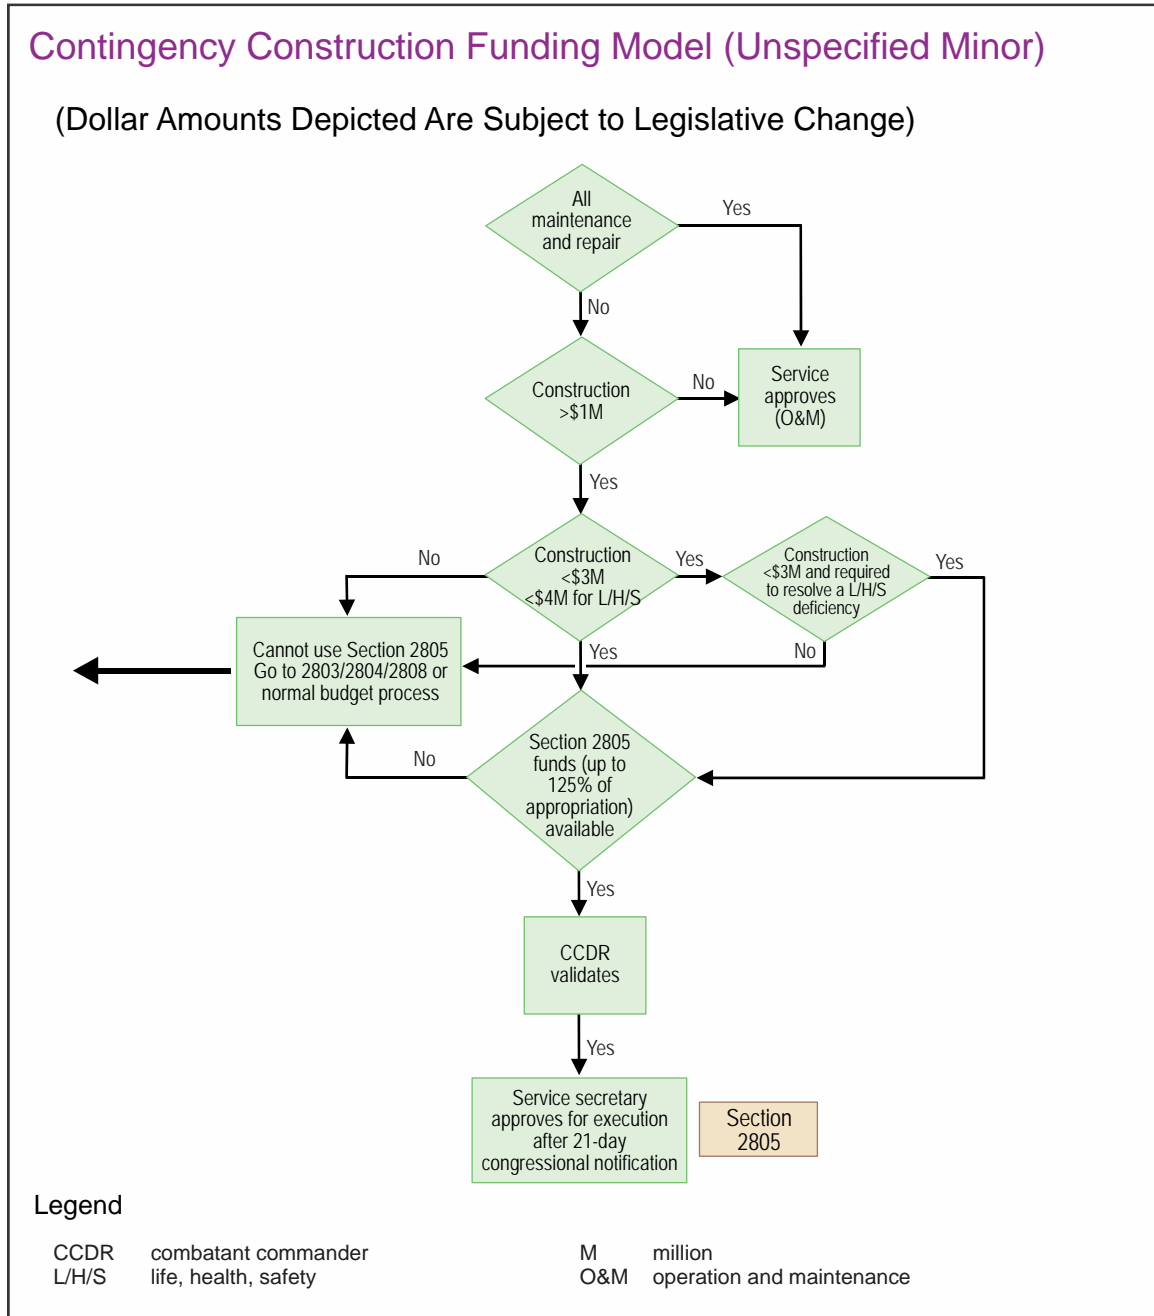 Contingency Construction Funding Model (Unspecified Minor)
(Dollar Amounts Depicted Are Subject to Legislative Change)
All
maintenance
and repair
Yes
No
Construction
>$1M
No
Service
approves
(O&M)
Yes
No
Construction
<$3M
<$4M for L/H/S
Yes
Construction
<$3M and required
to resolve a L/H/S
deficiency
Yes
Cannot use Section 2805
Go to 2803/2804/2808 or
normal budget process
Yes
No
No
Section 2805
funds (up to
125% of
appropriation)
available
Yes
CCDR
validates
Yes
Service secretary
approves for execution
after 21-day
congressional notification
Section
2805
Legend
CCDR combatant commander
L/H/S life, health, safety
M million
O&M operation and maintenance